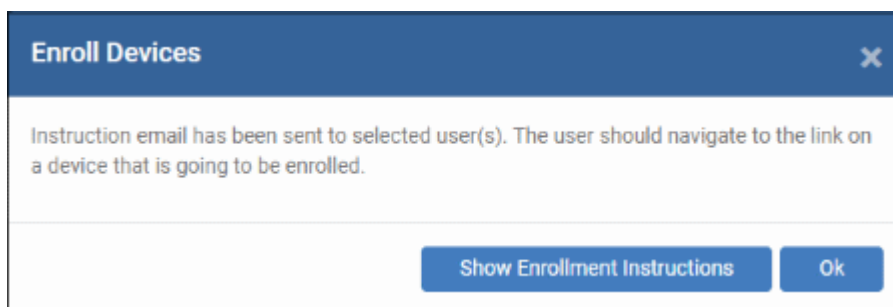 Enroll Devices
Instruction email has been sent to selected user(s). The user should navigate to the link on
a device that is going to be enrolled.
Show Enrollment Instructions
Ok